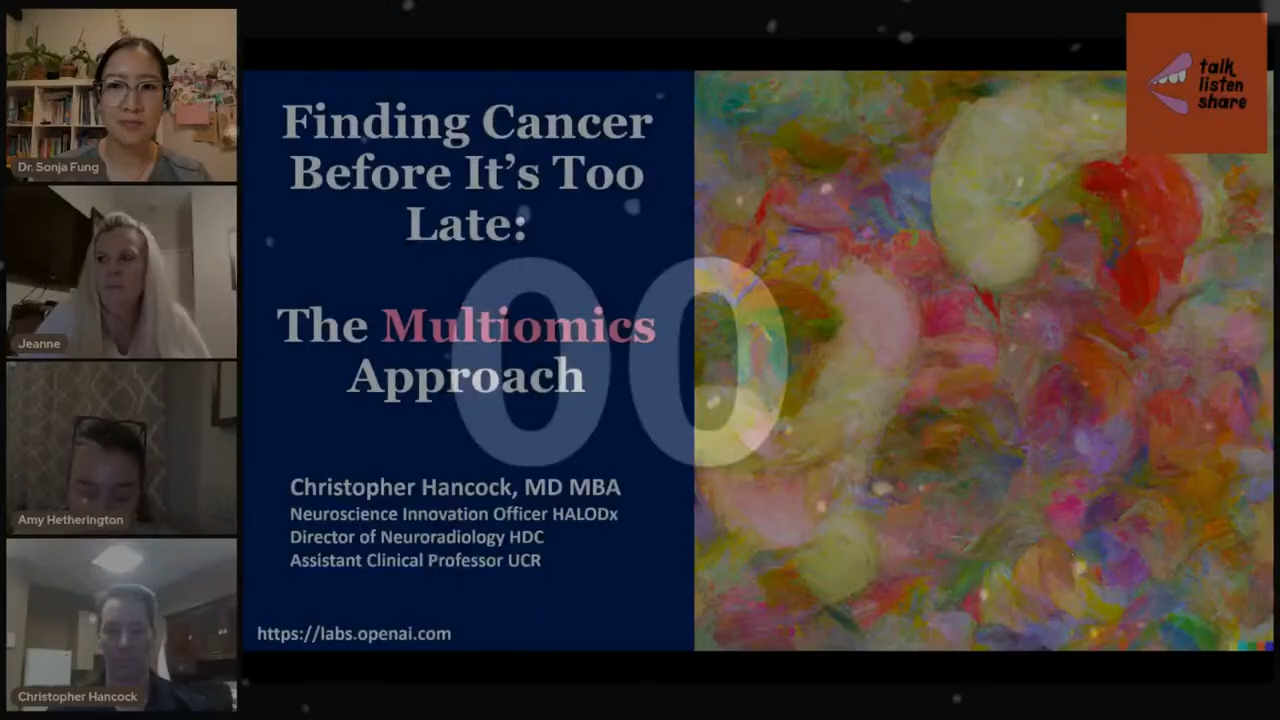 Dr. Sonja Fung
Jeanne
Amy Hetherington
Christopher Hancock
Finding Cancer
Before It's Too
Late:
The Multiomics
Approach
00
Christopher Hancock, MD MBA
Neuroscience Innovation Officer HALODx
Director of Neuroradiology HDC
Assistant Clinical Professor UCR
https://labs.openai.com
talk
listen
share